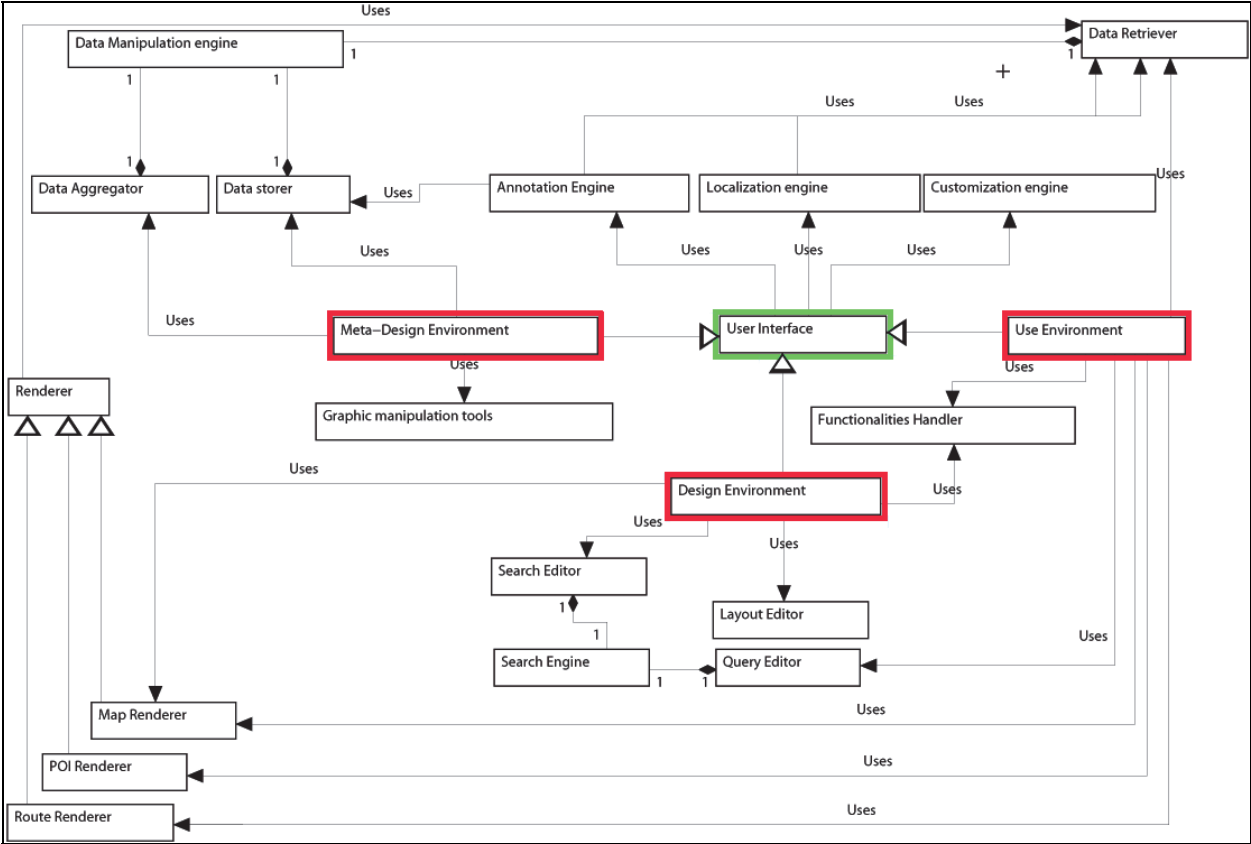 Uses
Data Manipulation engine
1
1
Data Retriever
+
1
1
Uses
Uses
1
1
Data Aggregator
Data storer
Uses
Annotation Engine
Localization engine
Customization engine
Uses
Uses
Uses
Uses
Uses
Uses
Meta–Design Environment
User Interface
Use Environment
Uses
Uses
Renderer
Graphic manipulation tools
Functionalities Handler
Uses
Design Environment
Uses
Uses
Uses
Search Editor
1
Layout Editor
1
Uses
Search Engine
1
1
Query Editor
Map Renderer
Uses
POI Renderer
Uses
Route Renderer
Uses